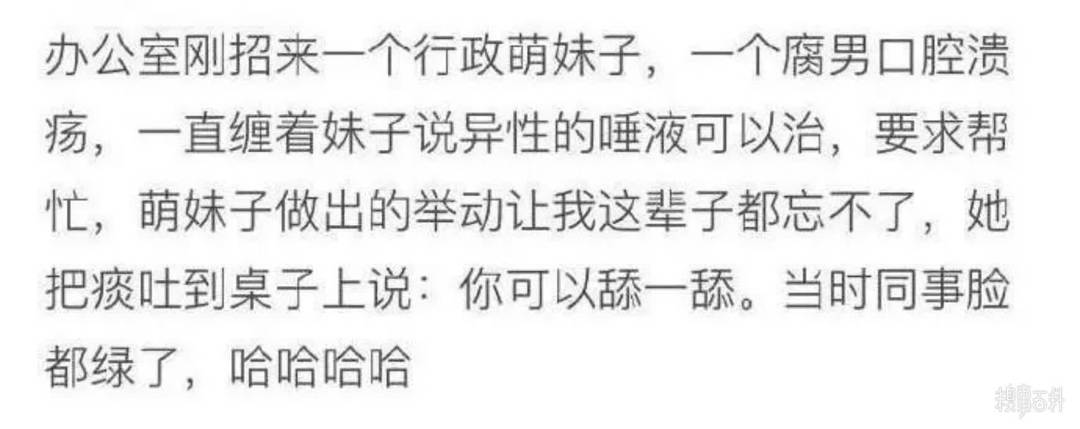 办公室刚招来一个行政萌妹子，一个腐男口腔溃
疡，一直缠着妹子说异性的唾液可以治，要求帮
忙，萌妹子做出的举动让我这辈子都忘不了，她
把痰吐到桌子上说：你可以舔一舔。当时同事脸
都绿了，哈哈哈哈